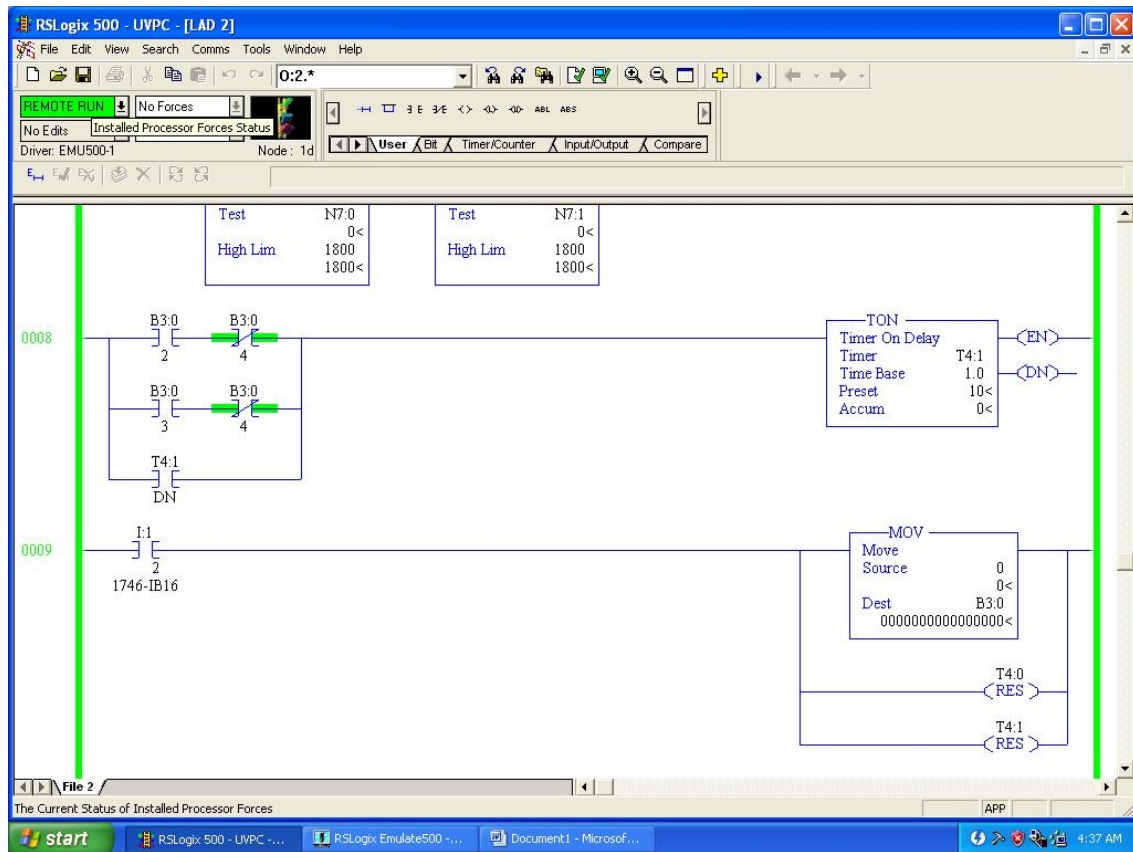 RSLogix 500 - UVPC - [LAD 2]
File Edit View Search Comms Tools Window Help
O:2.*
REMOTE RUN No Forces
No Edits Installed Processor Forces Status
Driver: EMU500-1 Node: 1d
ABL ABS
User Bit Timer/Counter Input/Output Compare
Test N7:0 Test N7:1
0< 0<
High Lim 1800 High Lim 1800
1800< 1800<
0008
B3:0 B3:0
2 4
B3:0 B3:0
3 4
T4:1
DN
TON
Timer On Delay
Timer T4:1
Time Base 1.0
Preset 10<
Accum 0<
EN
DN
0009
I:1
2
1746-IB16
MOV
Move
Source 0
0<
Dest B3:0
0000000000000000<
T4:0
RES
T4:1
RES
File 2
The Current Status of Installed Processor Forces APP
start RSLogix 500 - UVPC -... RSLogix Emulate500 -... Document1 - Microsof... 4:37 AM